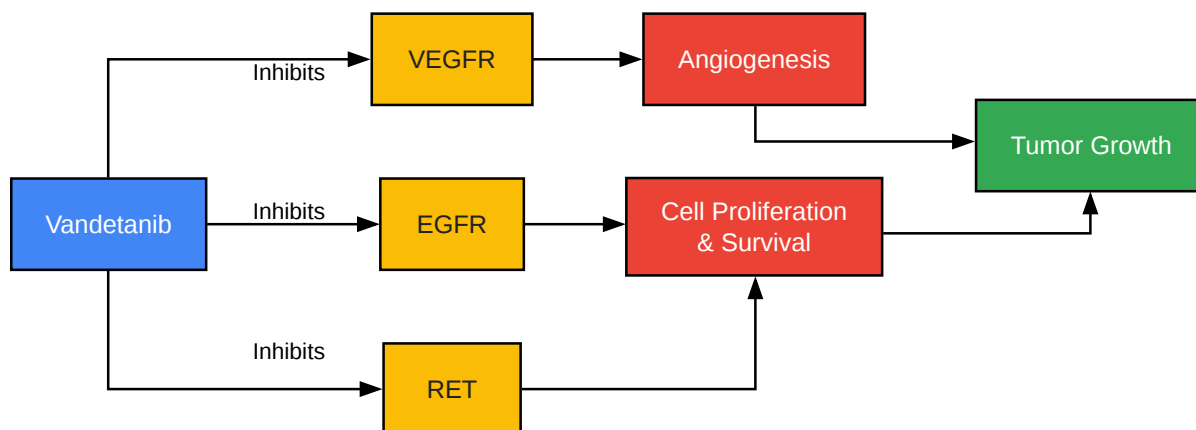 Inhibits
VEGFR
Angiogenesis
Tumor Growth
Vandetanib
Inhibits
EGFR
Cell Proliferation
& Survival
Inhibits
RET